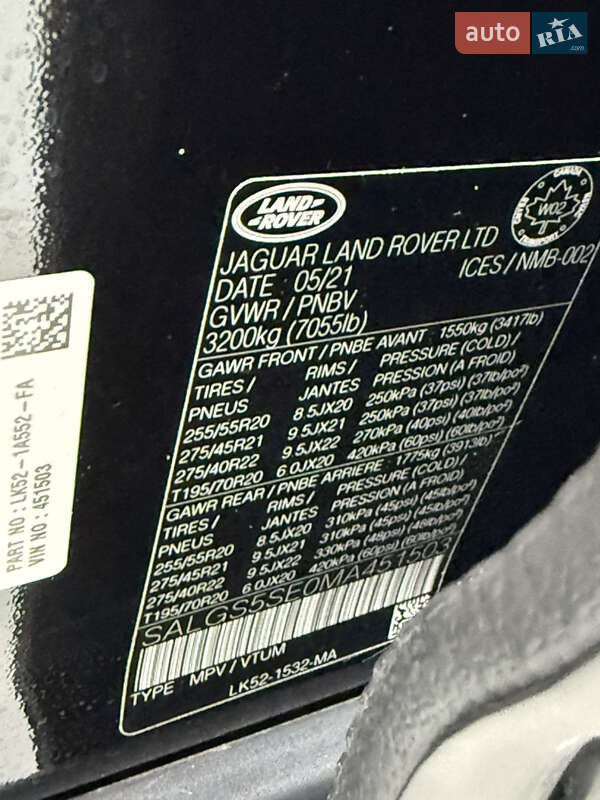 auto RIA
.com
LAND-
ROVER
CANADA
W02
TRANSPORT
JAGUAR LAND ROVER LTD
ICES/NMB-002
DATE 05/21
GVWR / PNBV
3200kg (7055lb)
GAWR FRONT / PNBE AVANT 1550kg (3417lb)
TIRES / RIMS / PRESSURE (COLD) /
PNEUS JANTES PRESSION (A FROID)
255/55R20 8.5JX20 250kPa (37psi) (37lb/po²)
275/45R21 9.5JX21 250kPa (37psi) (37lb/po²)
275/40R22 9.5JX22 270kPa (40psi) (40lb/po²)
T195/70R20 6.0JX20 420kPa (60psi) (60lb/po²)
GAWR REAR / PNBE ARRIERE 1775kg (3913lb)
TIRES / RIMS / PRESSURE (COLD) /
PNEUS JANTES PRESSION (A FROID)
255/55R20 8.5JX20 310kPa (45psi) (45lb/po²)
275/45R21 9.5JX21 310kPa (45psi) (45lb/po²)
275/40R22 9.5JX22 330kPa (48psi) (48lb/po²)
T195/70R20 6.0JX20 420kPa (60psi) (60lb/po²)
SALGS5SE0MA451503
TYPE MPV / VTUM
LK52-1532-MA
PART NO : LK52-1A552-FA
VIN NO : 451503